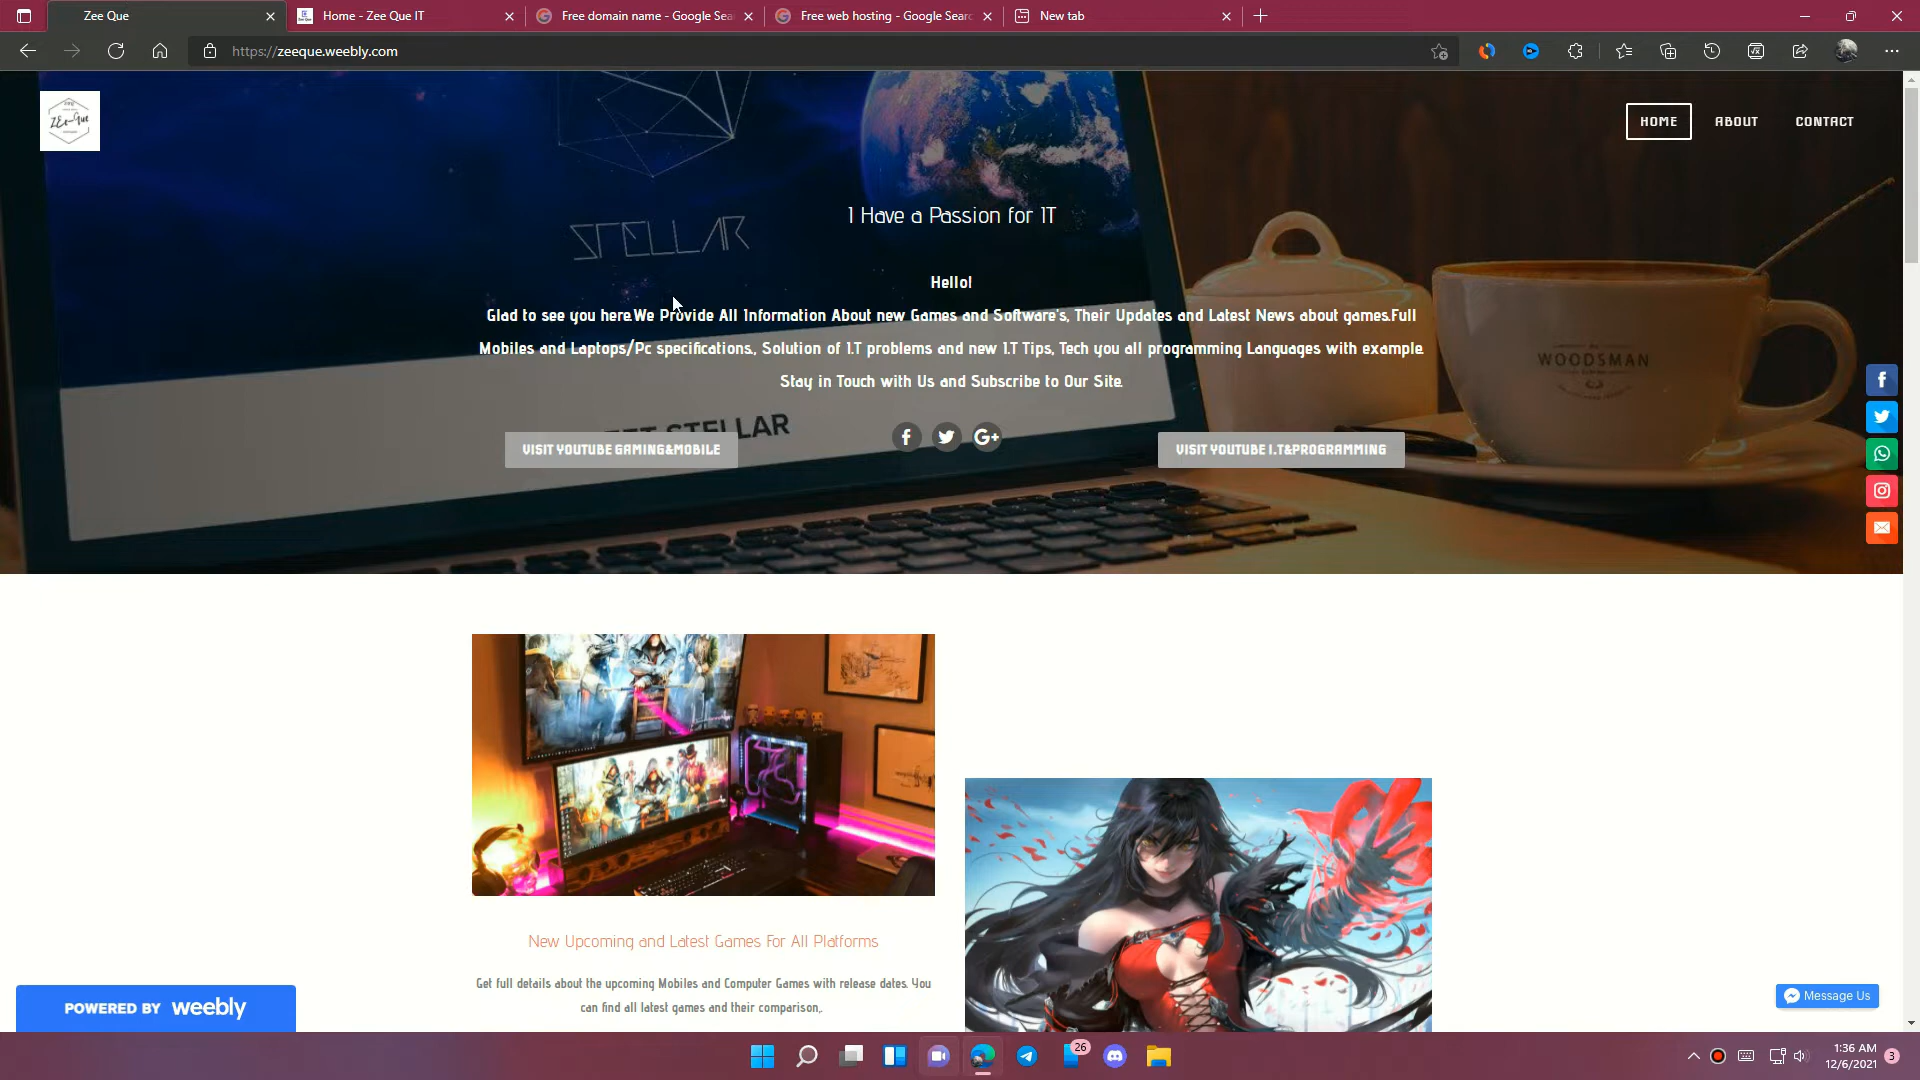 Zee Que
Home - Zee Que IT
Free domain name - Google Sea
Free web hosting - Google Searc
New tab
https://zeeque.weebly.com
HOME
ABOUT
CONTACT
STELLAR
I Have a Passion for IT
Hello!
Glad to see you here.We Provide All Information About new Games and Software's, Their Updates and Latest News about games.Full
Mobiles and Laptops/Pc specifications., Solution of I.T problems and new I.T Tips, Tech you all programming Languages with example.
Stay in Touch with Us and Subscribe to Our Site.
WOODSMAN
STELLAR
VISIT YOUTUBE GAMING&MOBILE
VISIT YOUTUBE I.T&PROGRAMMING
New Upcoming and Latest Games For All Platforms
Get full details about the upcoming Mobiles and Computer Games with release dates. You
can find all latest games and their comparison,.
POWERED BY weebly
Message Us
26
1:36 AM
12/6/2021
3